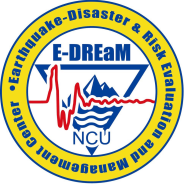 •Earthquake-Disaster & Risk Evaluation and Management Center
E-DREaM
NCU